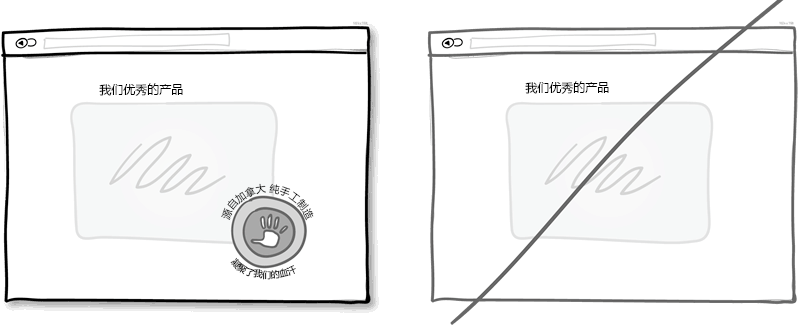 我们优秀的产品
源自加拿大 纯手工制造
凝聚了我们的血汗
我们优秀的产品